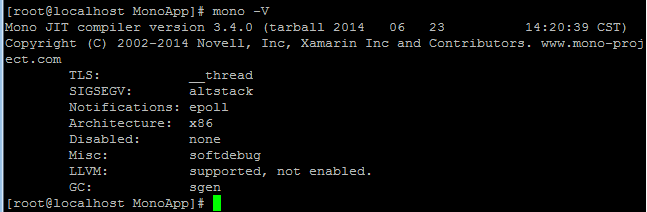 [root@localhost MonoApp]# mono -V
Mono JIT compiler version 3.4.0 (tarball 2014   06   23          14:20:39 CST)
Copyright (C) 2002-2014 Novell, Inc, Xamarin Inc and Contributors. www.mono-proj
ect.com
        TLS:           __thread
        SIGSEGV:       altstack
        Notifications: epoll
        Architecture:  x86
        Disabled:      none
        Misc:          softdebug
        LLVM:          supported, not enabled.
        GC:            sgen
[root@localhost MonoApp]#